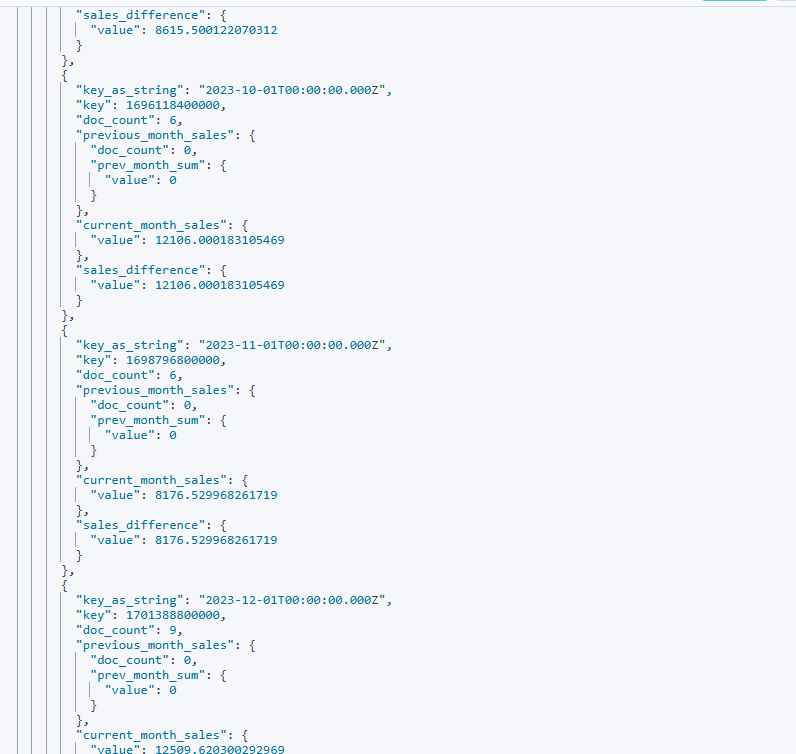 "sales_difference": {
"value": 8615.500122070312
}
},
{
"key_as_string": "2023-10-01T00:00:00.000Z",
"key": 1696118400000,
"doc_count": 6,
"previous_month_sales": {
"doc_count": 0,
"prev_month_sum": {
"value": 0
}
},
"current_month_sales": {
"value": 12106.000183105469
},
"sales_difference": {
"value": 12106.000183105469
}
},
{
"key_as_string": "2023-11-01T00:00:00.000Z",
"key": 1698796800000,
"doc_count": 6,
"previous_month_sales": {
"doc_count": 0,
"prev_month_sum": {
"value": 0
}
},
"current_month_sales": {
"value": 8176.529968261719
},
"sales_difference": {
"value": 8176.529968261719
}
},
{
"key_as_string": "2023-12-01T00:00:00.000Z",
"key": 1701388800000,
"doc_count": 9,
"previous_month_sales": {
"doc_count": 0,
"prev_month_sum": {
"value": 0
}
},
"current_month_sales": {
"value": 12509.620300292969